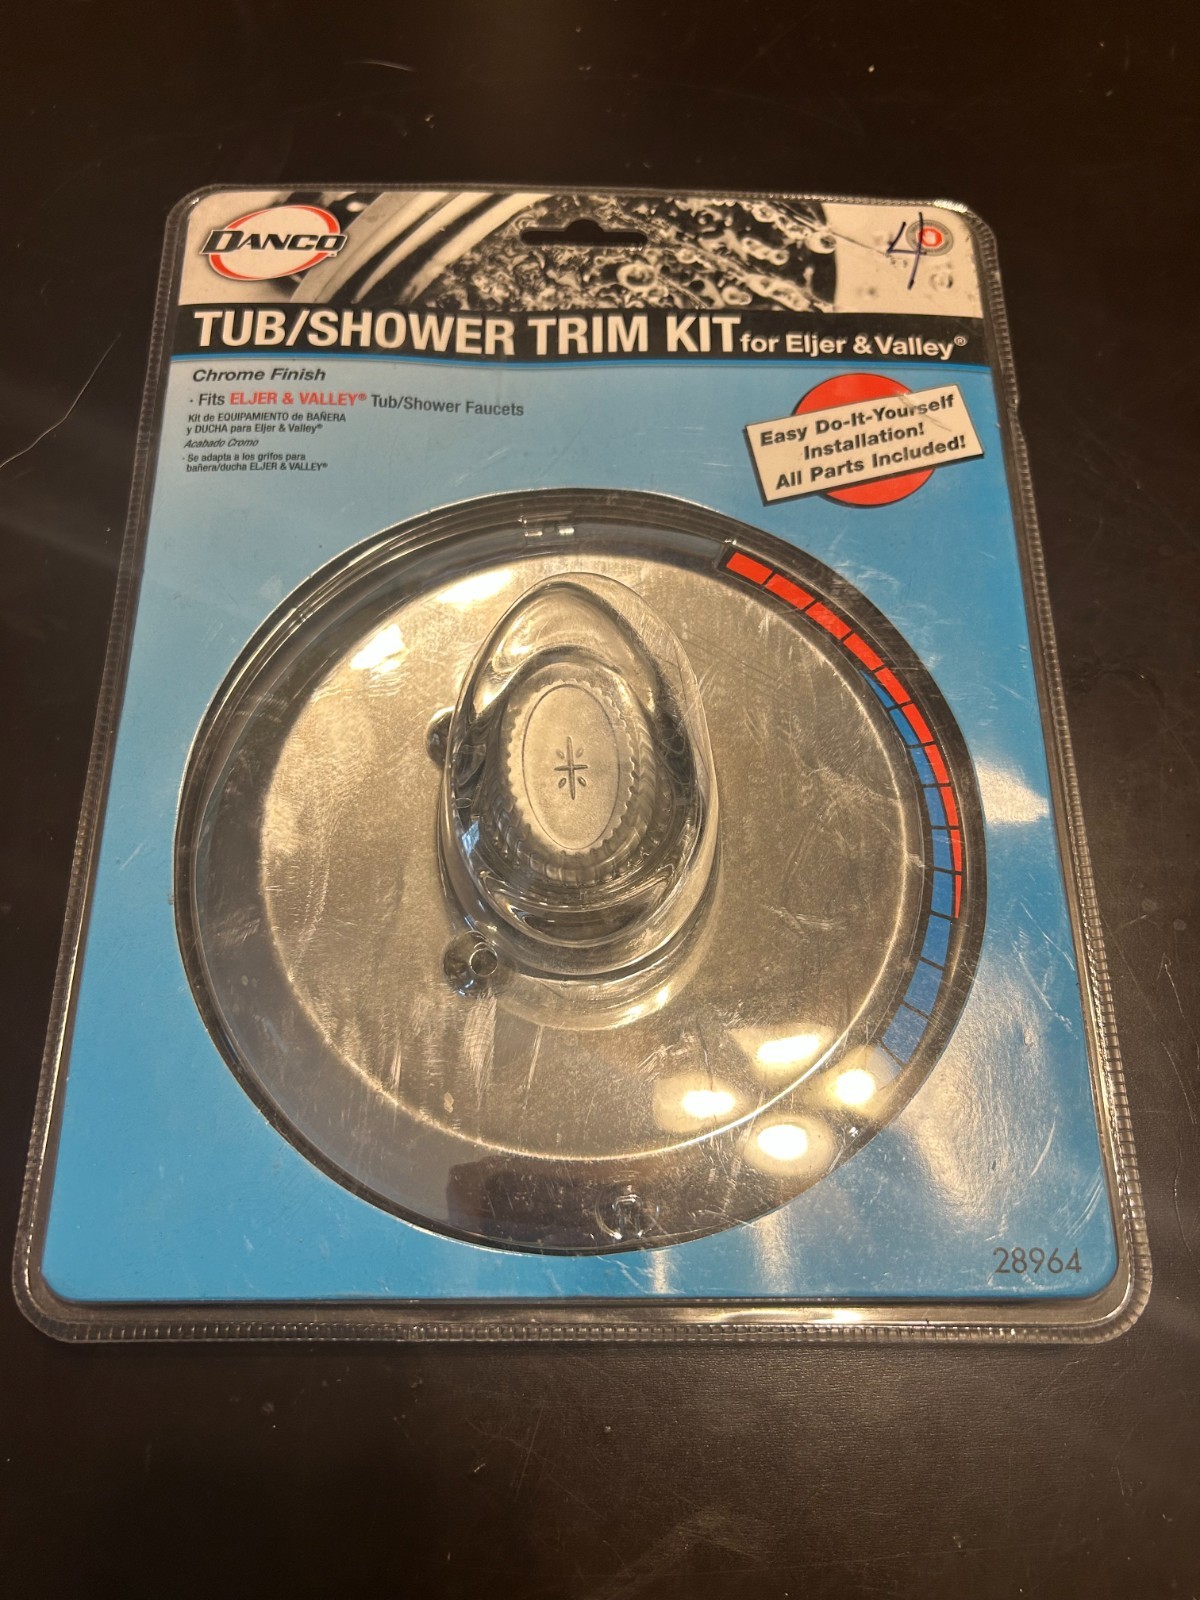 DANCO
4
TUB/SHOWER TRIM KIT for Eljer & Valley®
Chrome Finish
· Fits ELJER & VALLEY® Tub/Shower Faucets
Kit de EQUIPAMIENTO de BAÑERA
y DUCHA para Eljer & Valley®
Acabado Cromo
· Se adapta a los grifos para
bañera/ducha ELJER & VALLEY®
Easy Do-It-Yourself
Installation!
All Parts Included!
28964